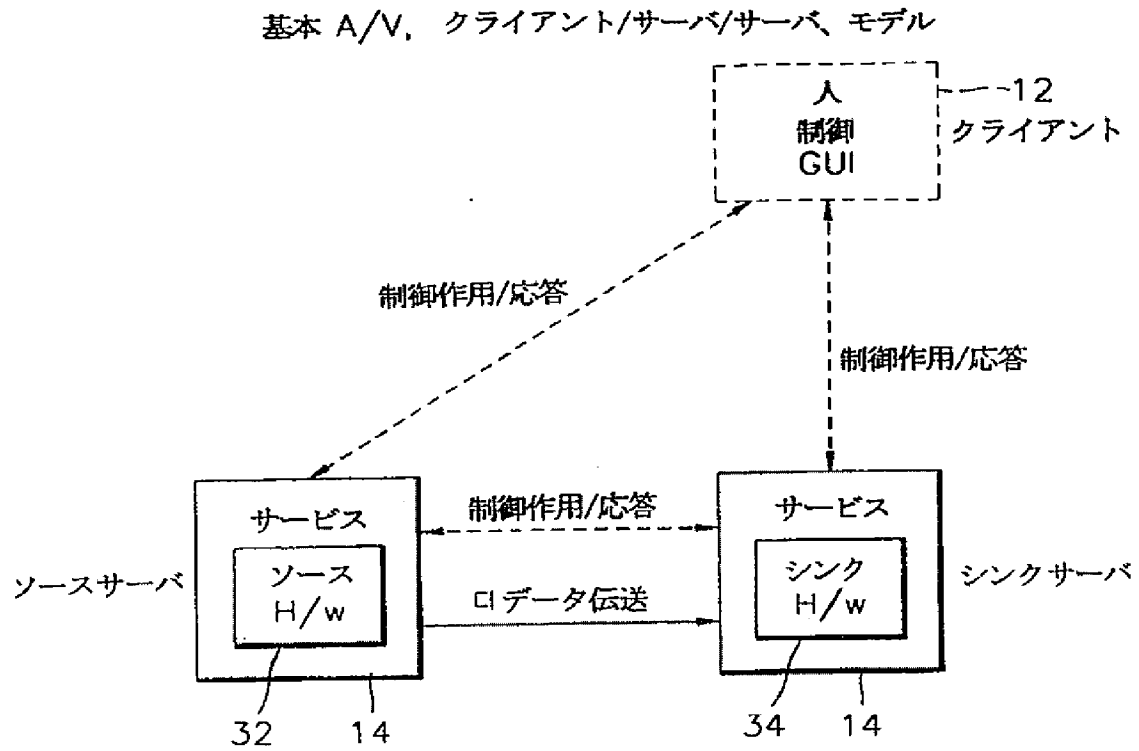 基本 A/V, クライアント/サーバ/サーバ、モデル
人
制御
GUI
12
クライアント
制御作用/応答
制御作用/応答
サービス
制御作用/応答
サービス
ソースサーバ
ソース
H/w
データ伝送
シンク
H/w
シンクサーバ
32
14
34
14